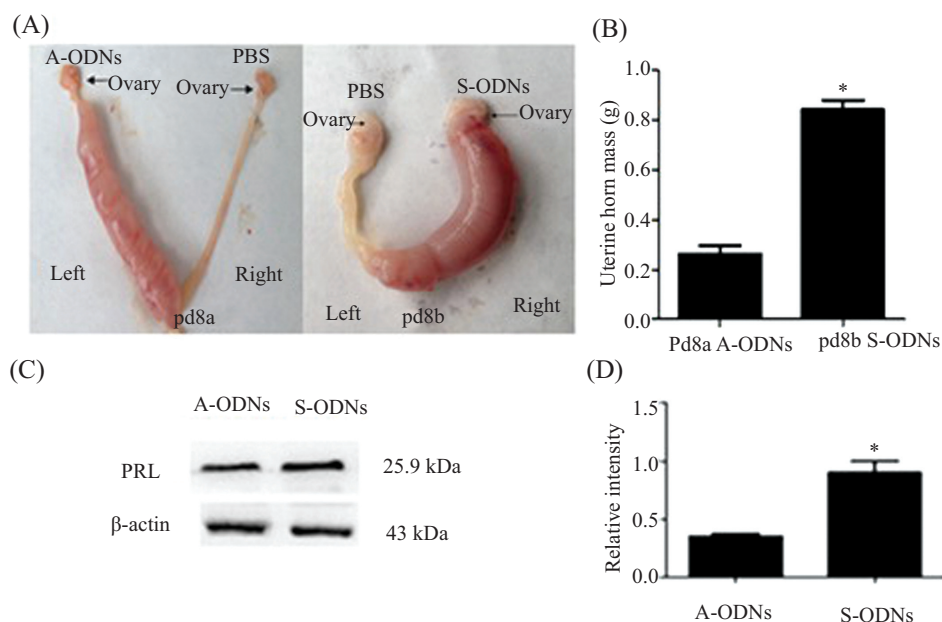 (A)
A-ODNs
PBS
Ovary
Ovary
Left
Right
pd8a
PBS
S-ODNs
Ovary
Ovary
Left
pd8b
Right
(B)
Uterine horn mass (g)
1.0
0.8
0.6
0.4
0.2
0.0
*
Pd8a A-ODNs
pd8b S-ODNs
(C)
A-ODNs
S-ODNs
PRL
25.9 kDa
β-actin
43 kDa
(D)
Relative intensity
1.5
1.0
0.5
0.0
*
A-ODNs
S-ODNs